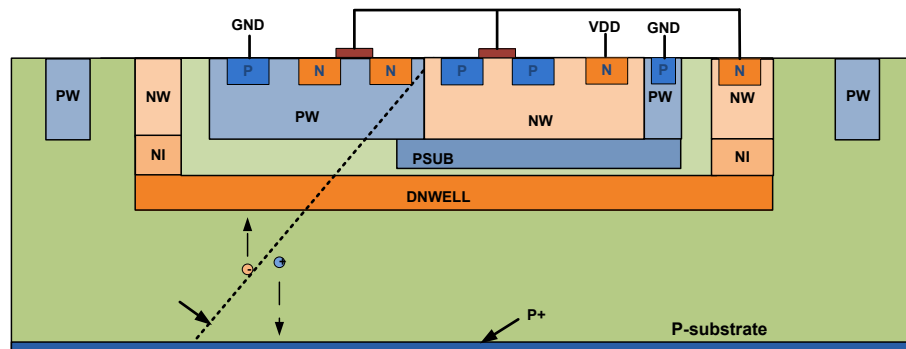 GND
VDD
GND
P
N
N
P
P
N
P
N
PW
NW
PW
NW
PW
NW
PW
NI
PSUB
NI
DNWELL
-
+
P+
P-substrate